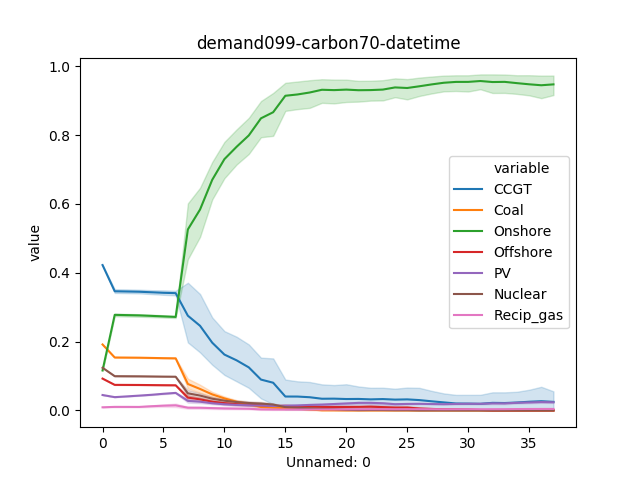 demand099-carbon70-datetime
1.0
0.8
0.6
0.4
0.2
0.0
value
variable
CCGT
Coal
Onshore
Offshore
PV
Nuclear
Recip_gas
0 5 10 15 20 25 30 35
Unnamed: 0